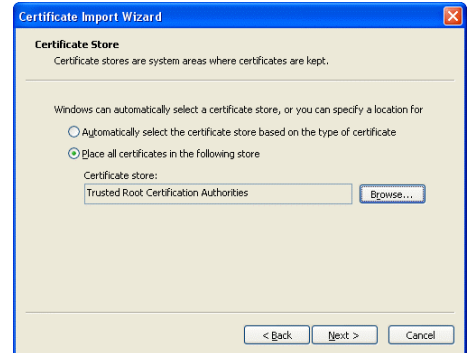 Certificate Import Wizard
Certificate Store
Certificate stores are system areas where certificates are kept.
Windows can automatically select a certificate store, or you can specify a location for
Automatically select the certificate store based on the type of certificate
Place all certificates in the following store
Certificate store:
Trusted Root Certification Authorities
Browse...
< Back Next > Cancel